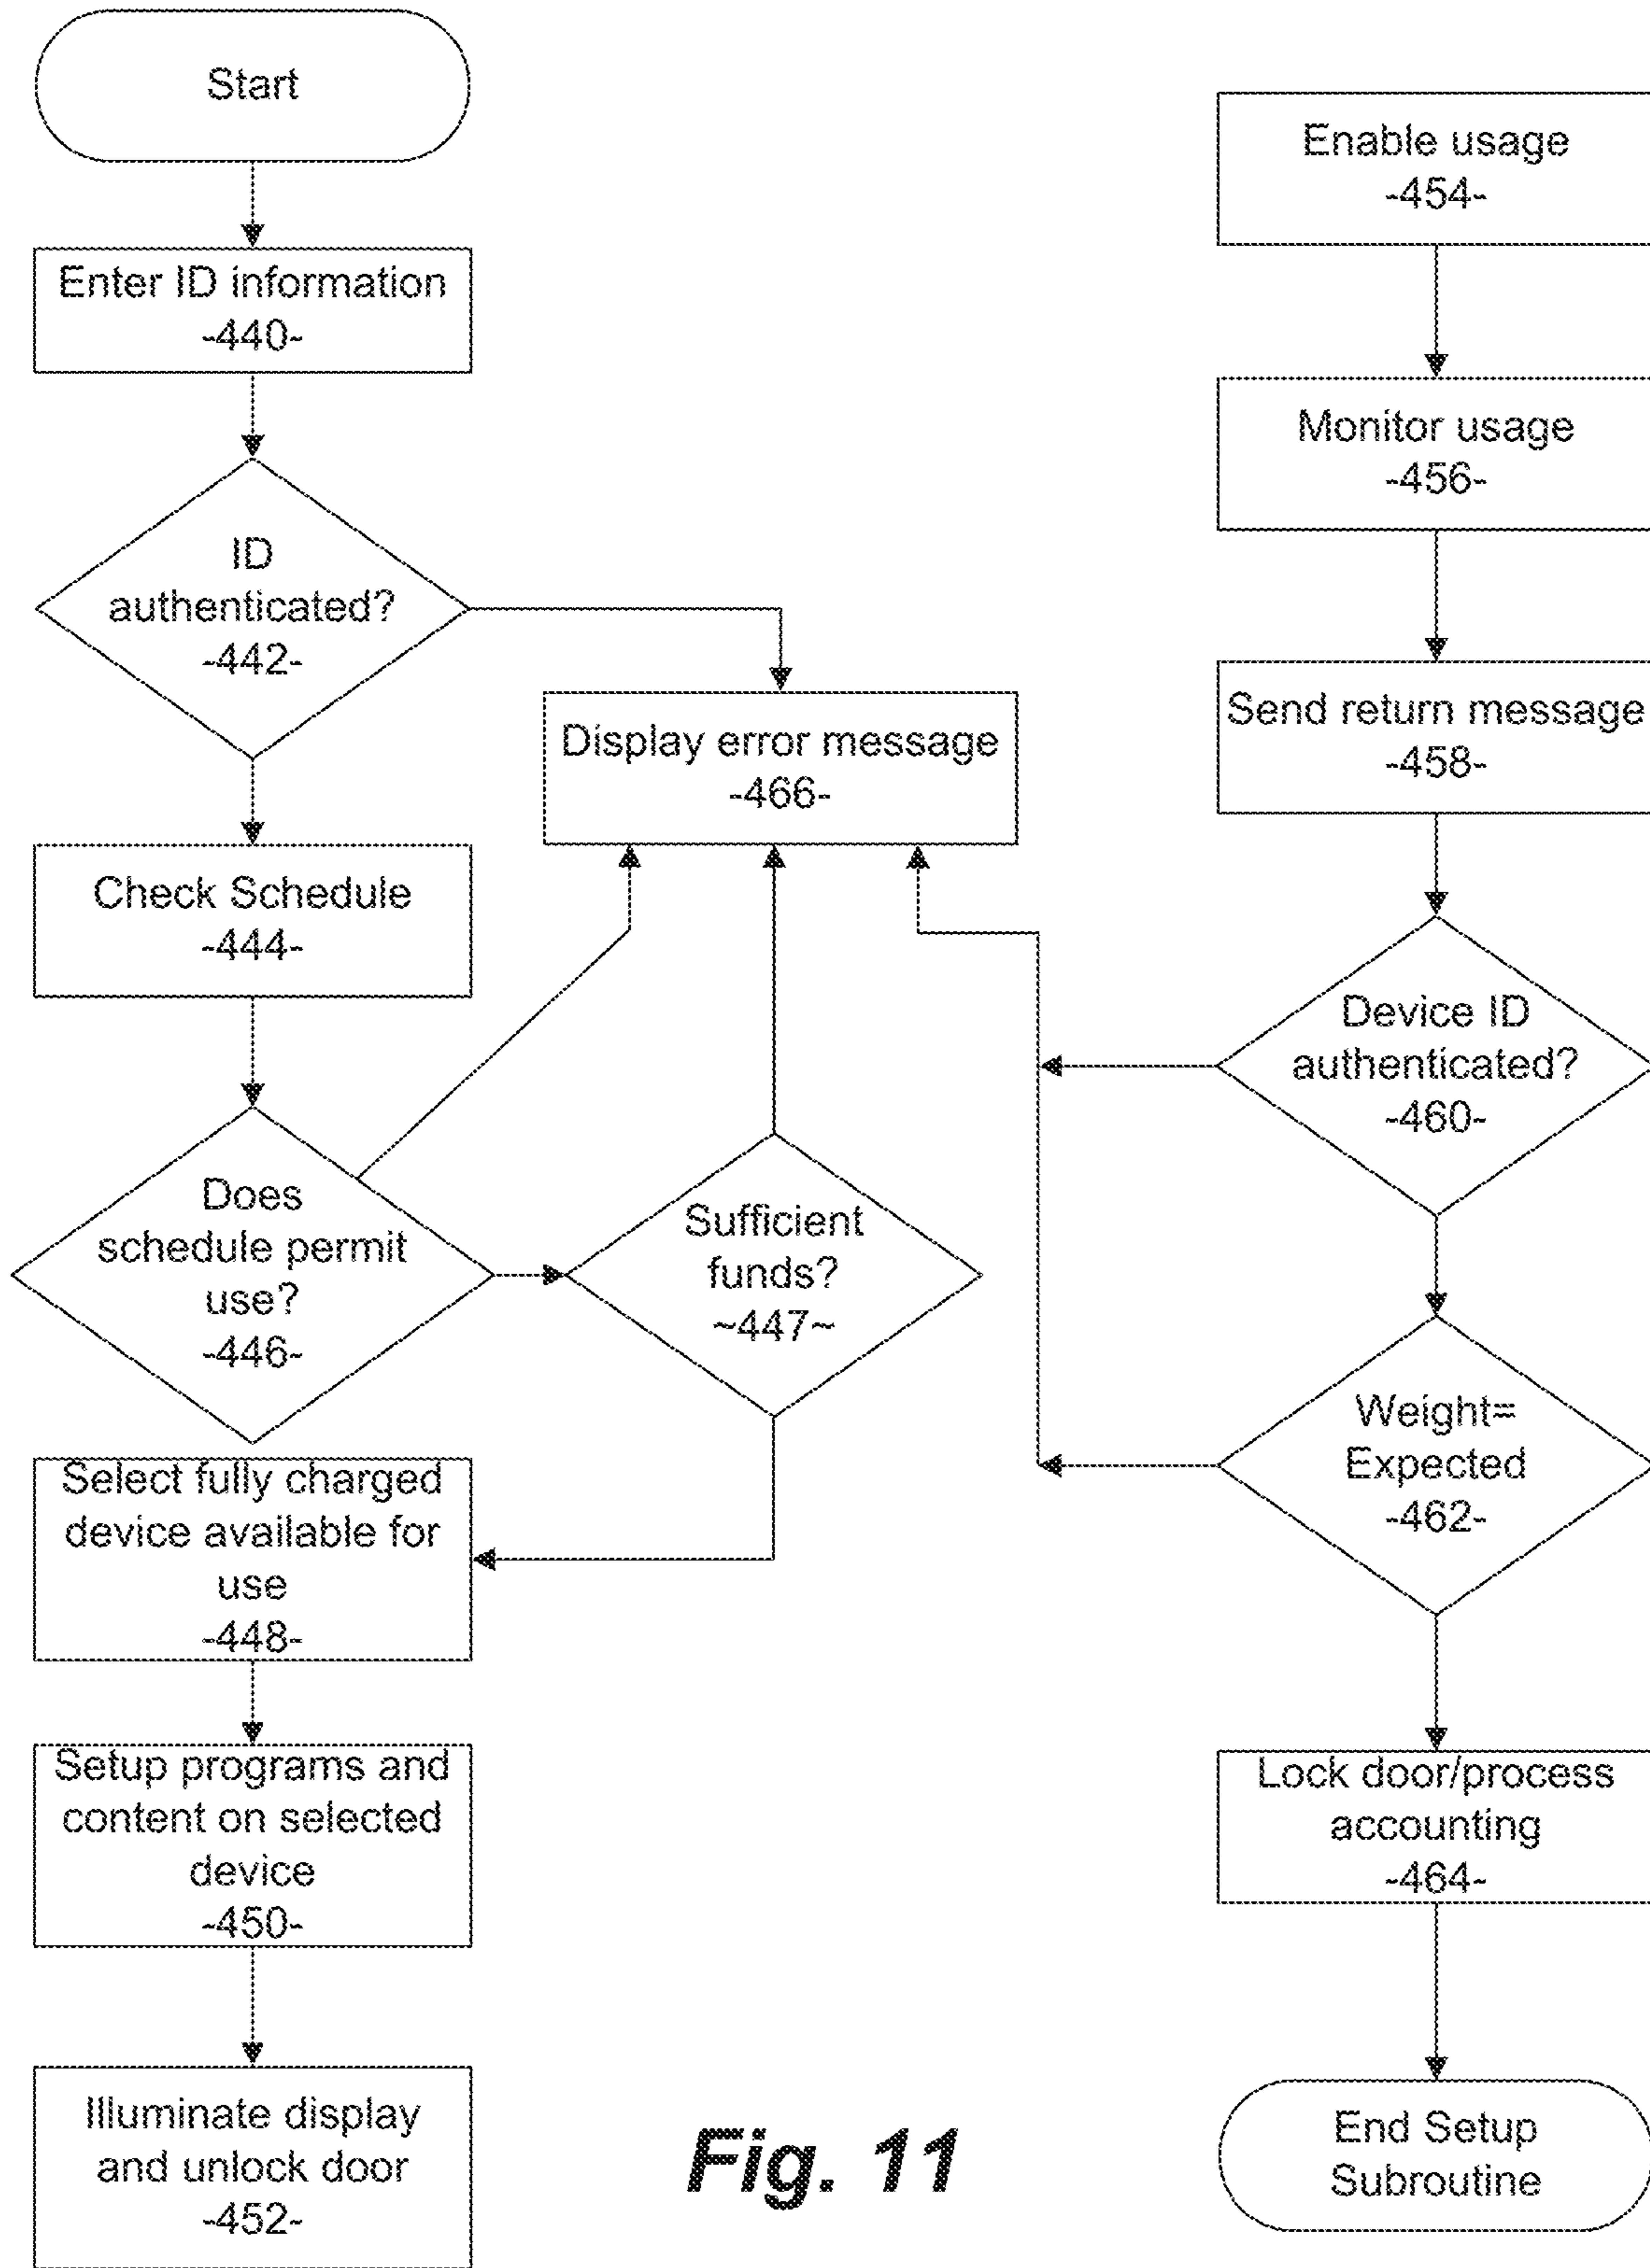 Start
Enter ID information
-440-
ID
authenticated?
-442-
Check Schedule
-444-
Does
schedule permit
use?
-446-
Sufficient
funds?
~447~
Display error message
-466-
Select fully charged
device available for
use
-448-
Setup programs and
content on selected
device
-450-
Illuminate display
and unlock door
-452-
Enable usage
-454-
Monitor usage
-456-
Send return message
-458-
Device ID
authenticated?
-460-
Weight=
Expected
-462-
Lock door/process
accounting
-464-
End Setup
Subroutine
Fig. 11